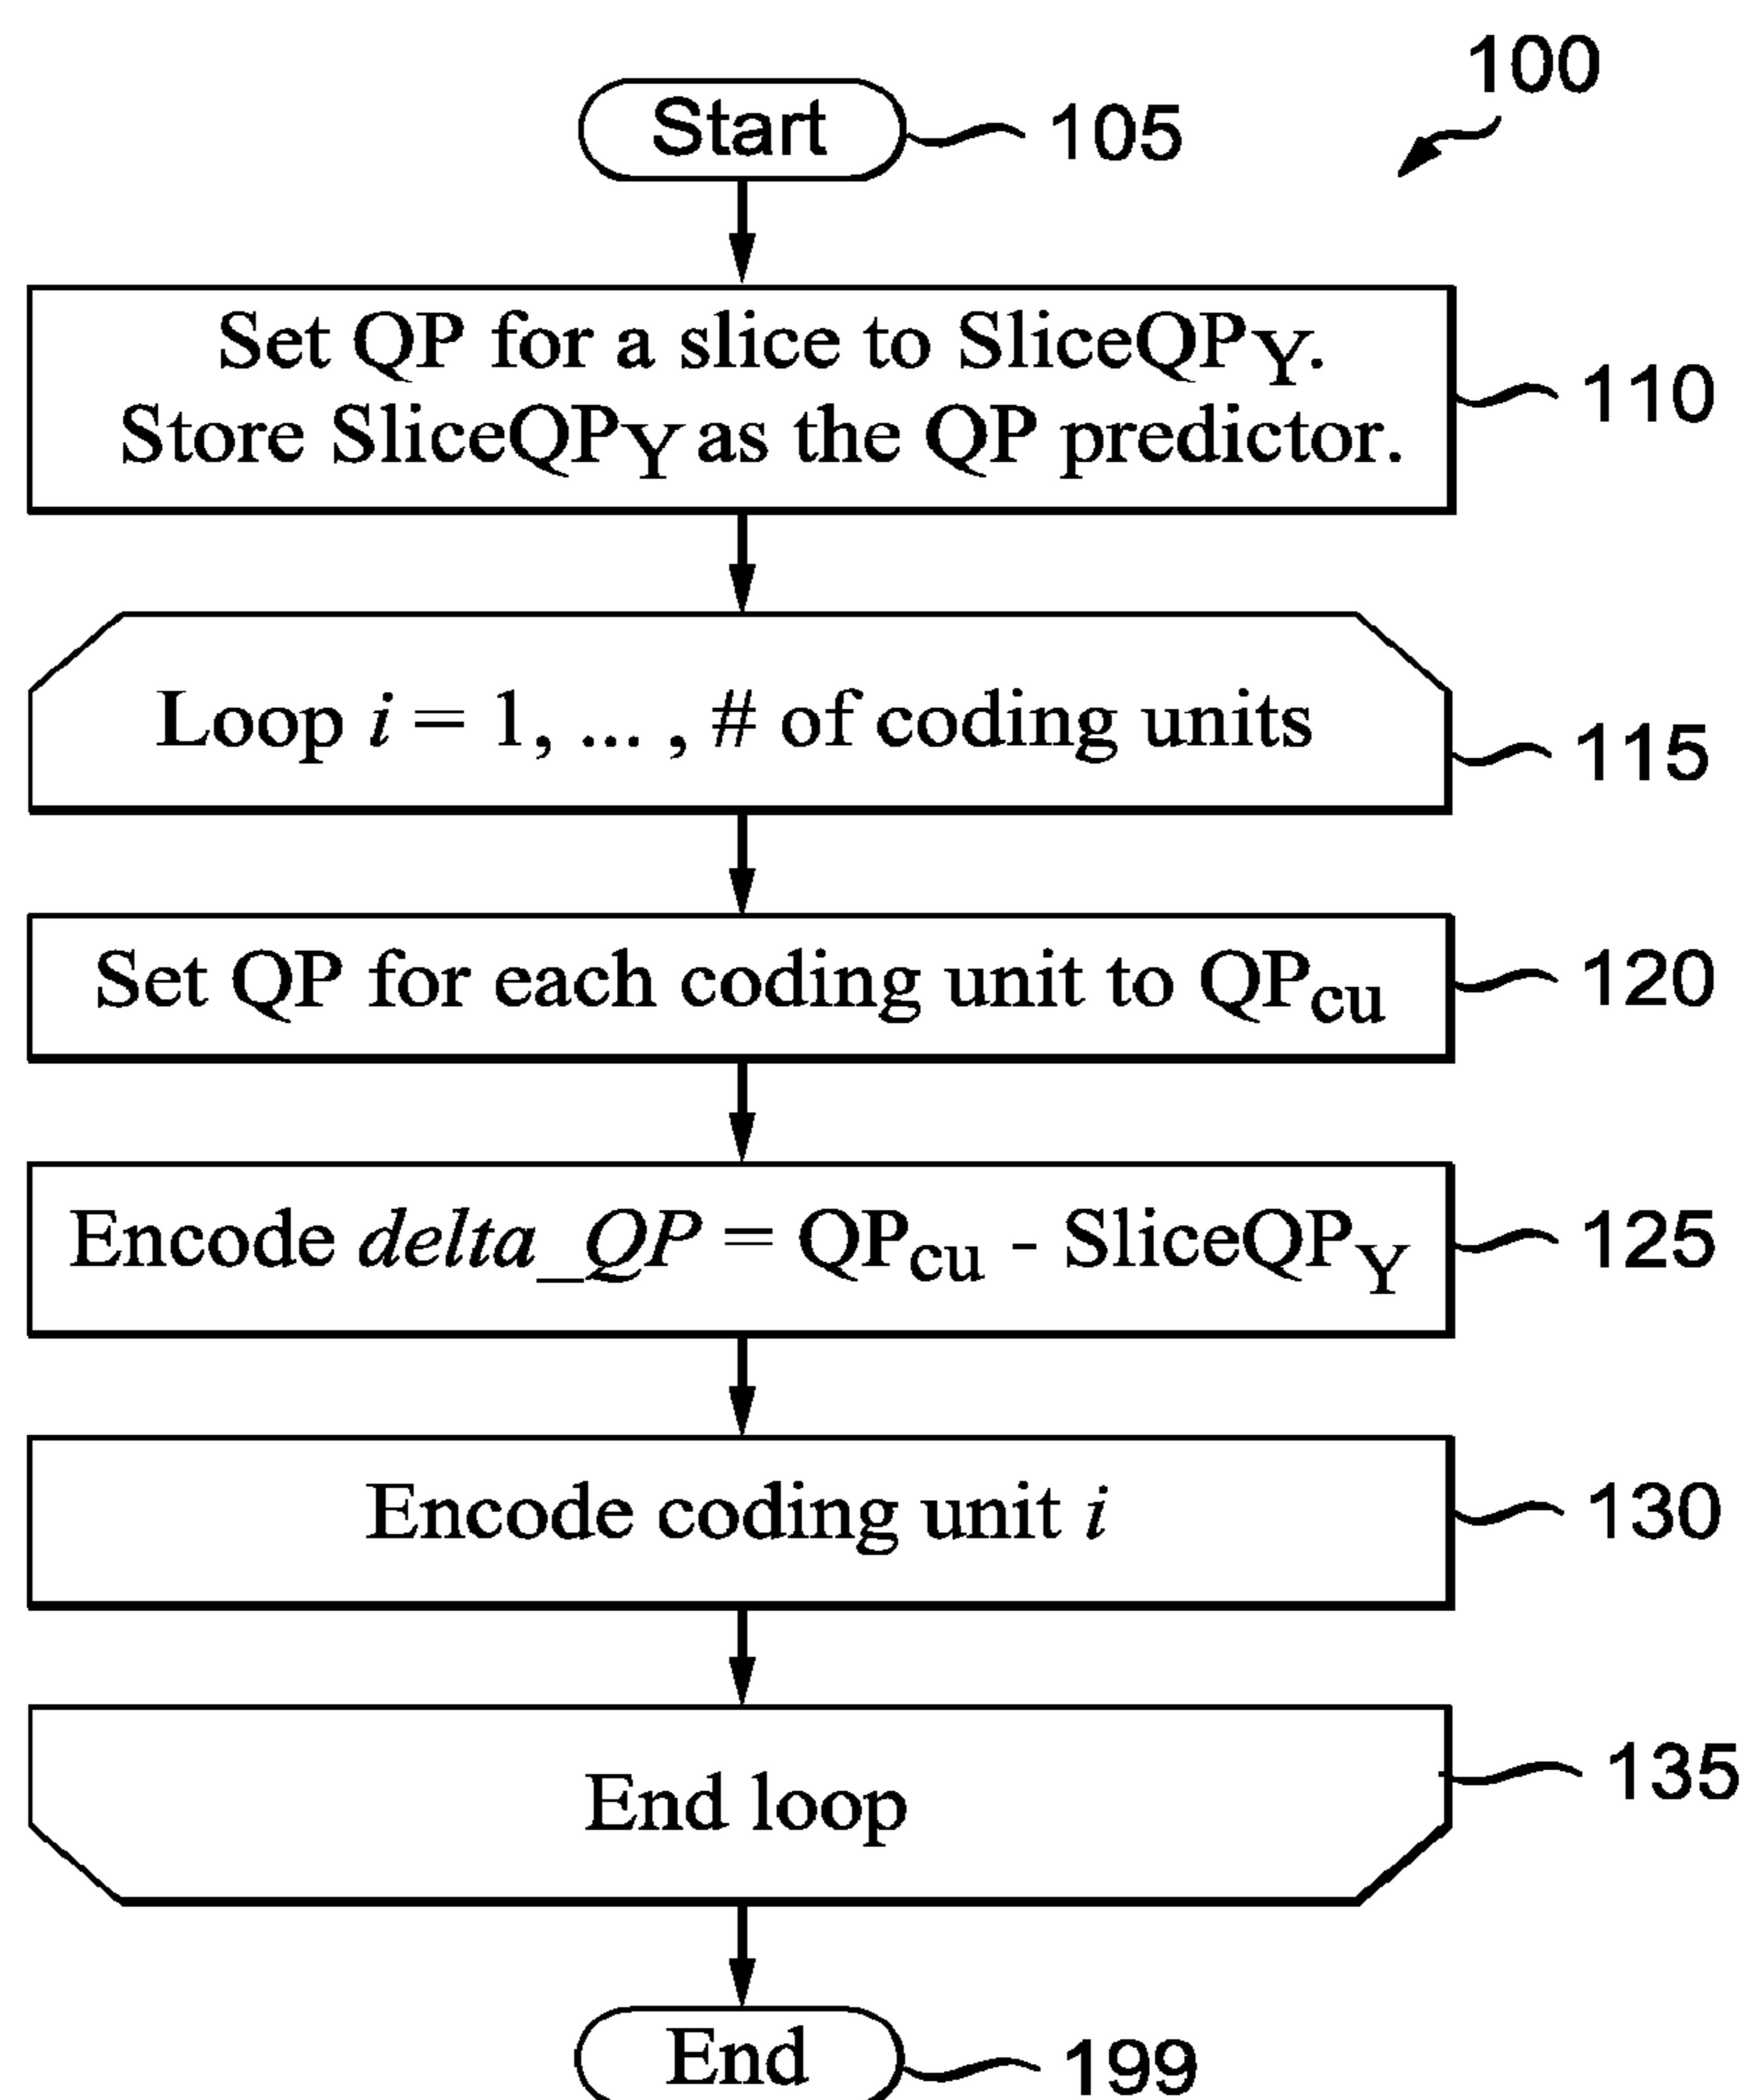 100
Start
105
Set QP for a slice to SliceQPY.
Store SliceQPY as the QP predictor.
110
Loop i = 1, ... , # of coding units
115
Set QP for each coding unit to QPcu
120
Encode delta_QP = QPcu - SliceQPY
125
Encode coding unit i
130
End loop
135
End
199